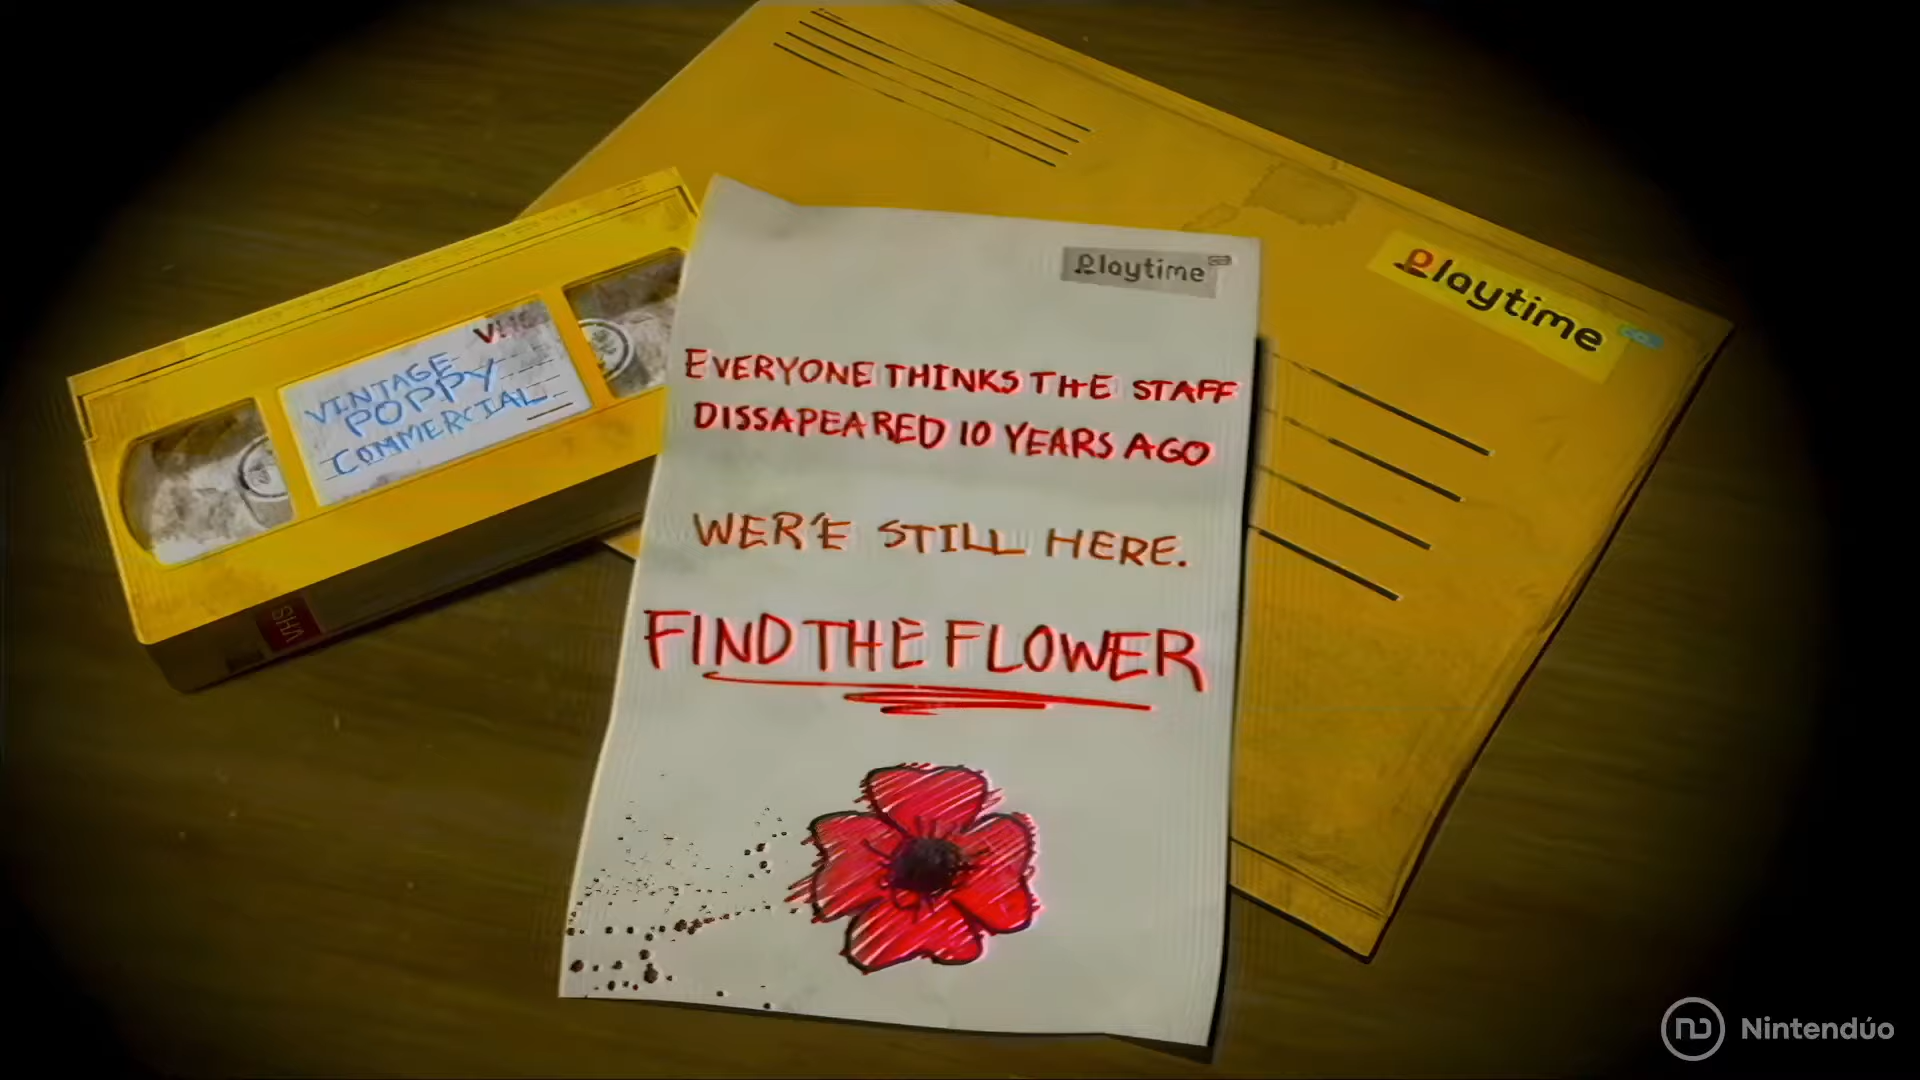 Playtime
EVERYONE THINKS THE STAFF
DISSAPEARED 10 YEARS AGO
WER'E STILL HERE.
FIND THE FLOWER
VHS
VINTAGE
POPPY
COMMERCIAL
VHS
Playtime
Nintendúo